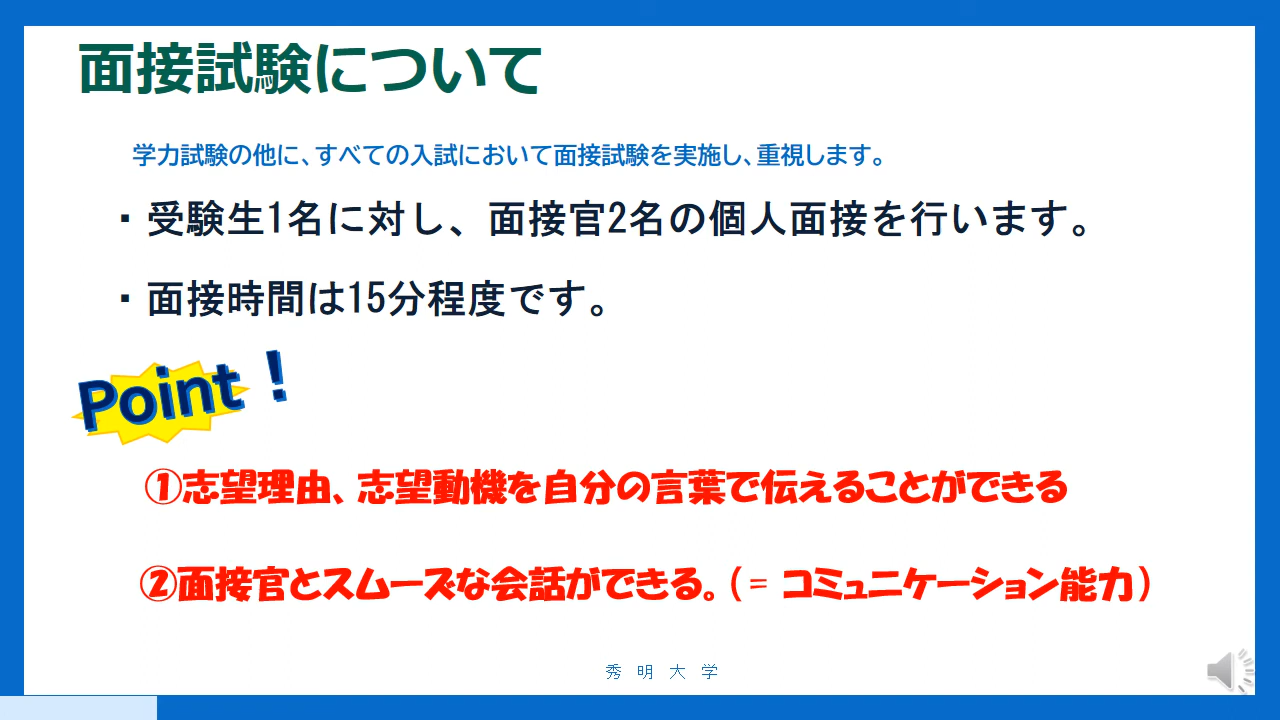 面接試験について
学力試験の他に、すべての入試において面接試験を実施し、重視します。
・受験生1名に対し、面接官2名の個人面接を行います。
・面接時間は15分程度です。
Point！
①志望理由、志望動機を自分の言葉で伝えることができる
②面接官とスムーズな会話ができる。（= コミュニケーション能力）
秀 明 大 学